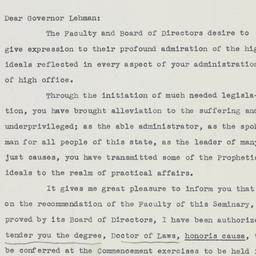 Dear Governor Lehman:
The Faculty and Board of Directors desire to
give expression to their profound admiration of the hig
ideals reflected in every aspect of your administration
of high office.
Through the initiation of much needed legisla-
tion, you have brought alleviation to the suffering and
underprivileged; as the able administrator, as the spok
man for all people of this state, as the leader of many
just causes, you have transmitted some of the Prophetic
ideals to the realm of practical affairs.
It gives me great pleasure to inform you that
on the recommendation of the Faculty of this Seminary,
proved by its Board of Directors, I have been authorize
tender you the degree, Doctor of Laws, honoris causa, t
be conferred at the Commencement exercises to be held i